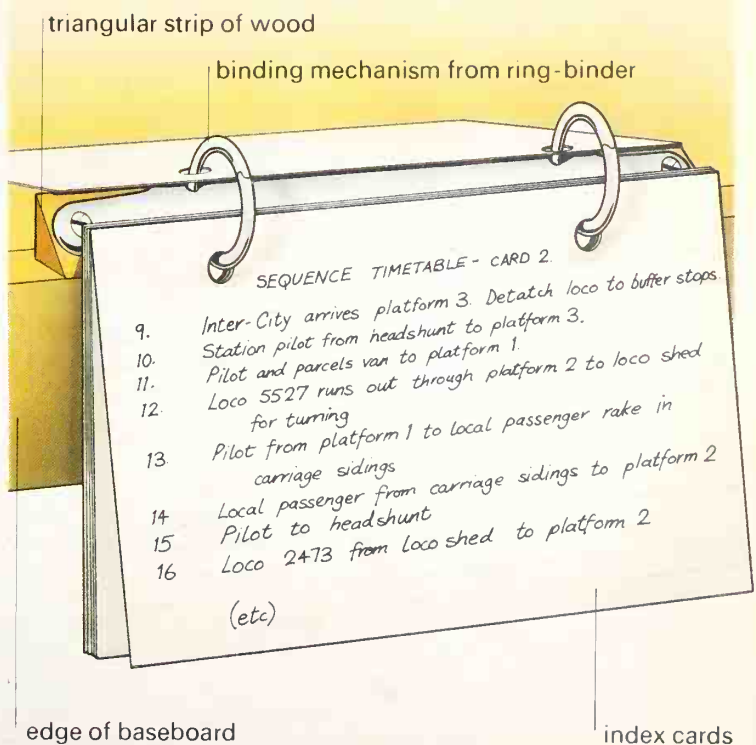 triangular strip of wood
binding mechanism from ring-binder
SEQUENCE TIMETABLE - CARD 2.
9. Inter-City arrives platform 3. Detatch loco to buffer stops.
10. Station pilot from headshunt to platform 3.
11. Pilot and parcels van to platform 1.
12. Loco 5527 runs out through platform 2 to loco shed
for turning
13. Pilot from platform 1 to local passenger rake in
carriage sidings
14 Local passenger from carriage sidings to platform 2
15 Pilot to headshunt
16 Loco 2473 from loco shed to platform 2
(etc)
edge of baseboard
index cards